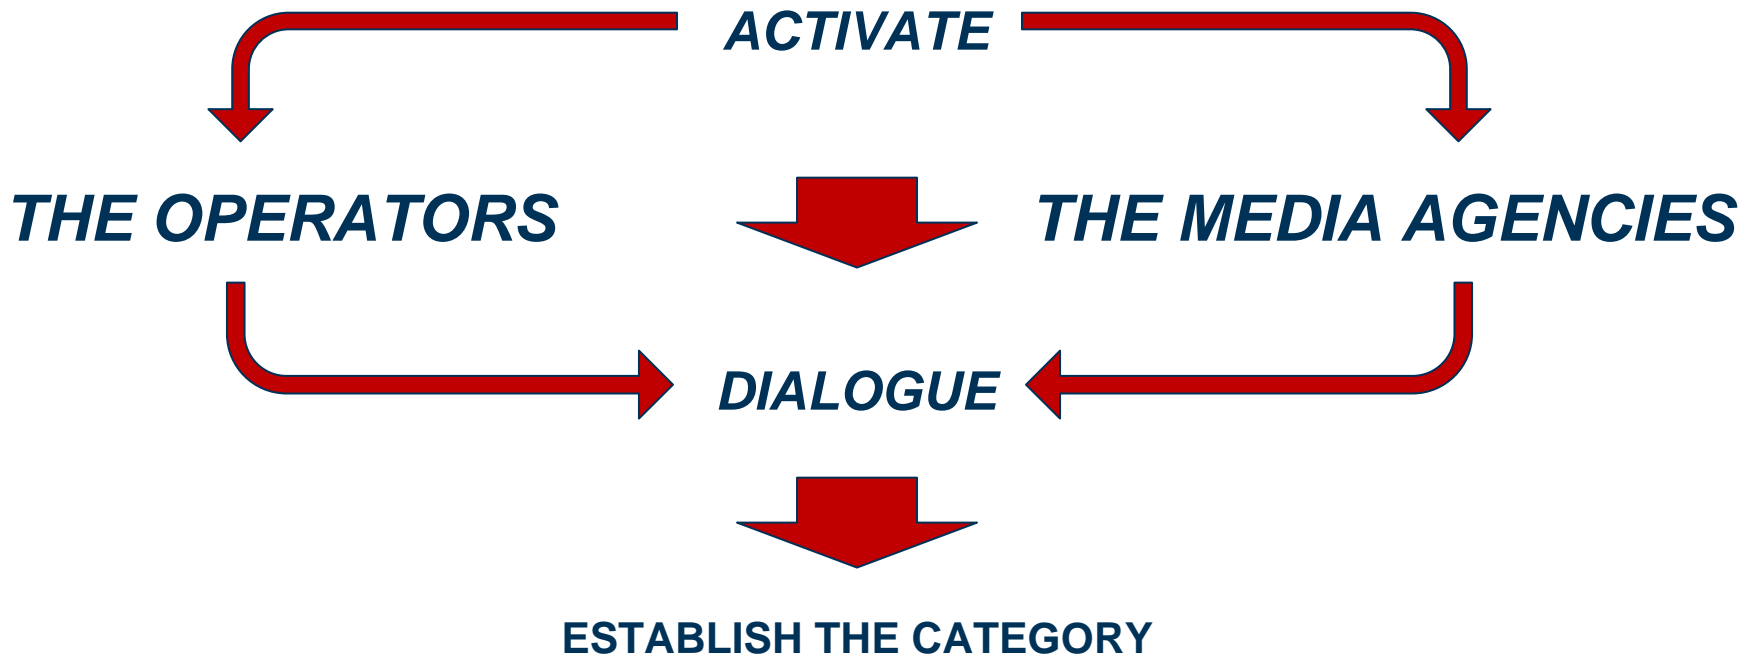 ACTIVATE
THE OPERATORS
THE MEDIA AGENCIES
DIALOGUE
ESTABLISH THE CATEGORY